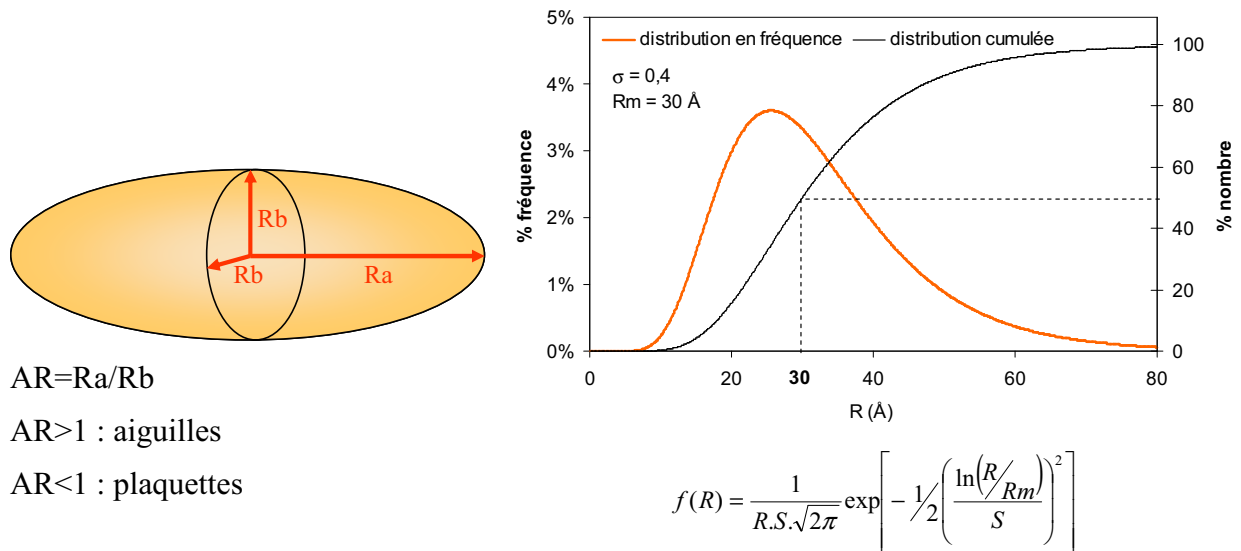 Rb
Rb
Ra
AR=Ra/Rb
AR>1 : aiguilles
AR<1 : plaquettes
distribution en fréquence
distribution cumulée
σ = 0,4
Rm = 30 Å
% fréquence
5%
4%
3%
2%
1%
0%
% nombre
100
80
60
40
20
0
0
20
30
40
60
80
R (Å)
f(R) = 1/(R.S.√2π) exp[ - 1/2 ( ln(R/Rm) / S )² ]